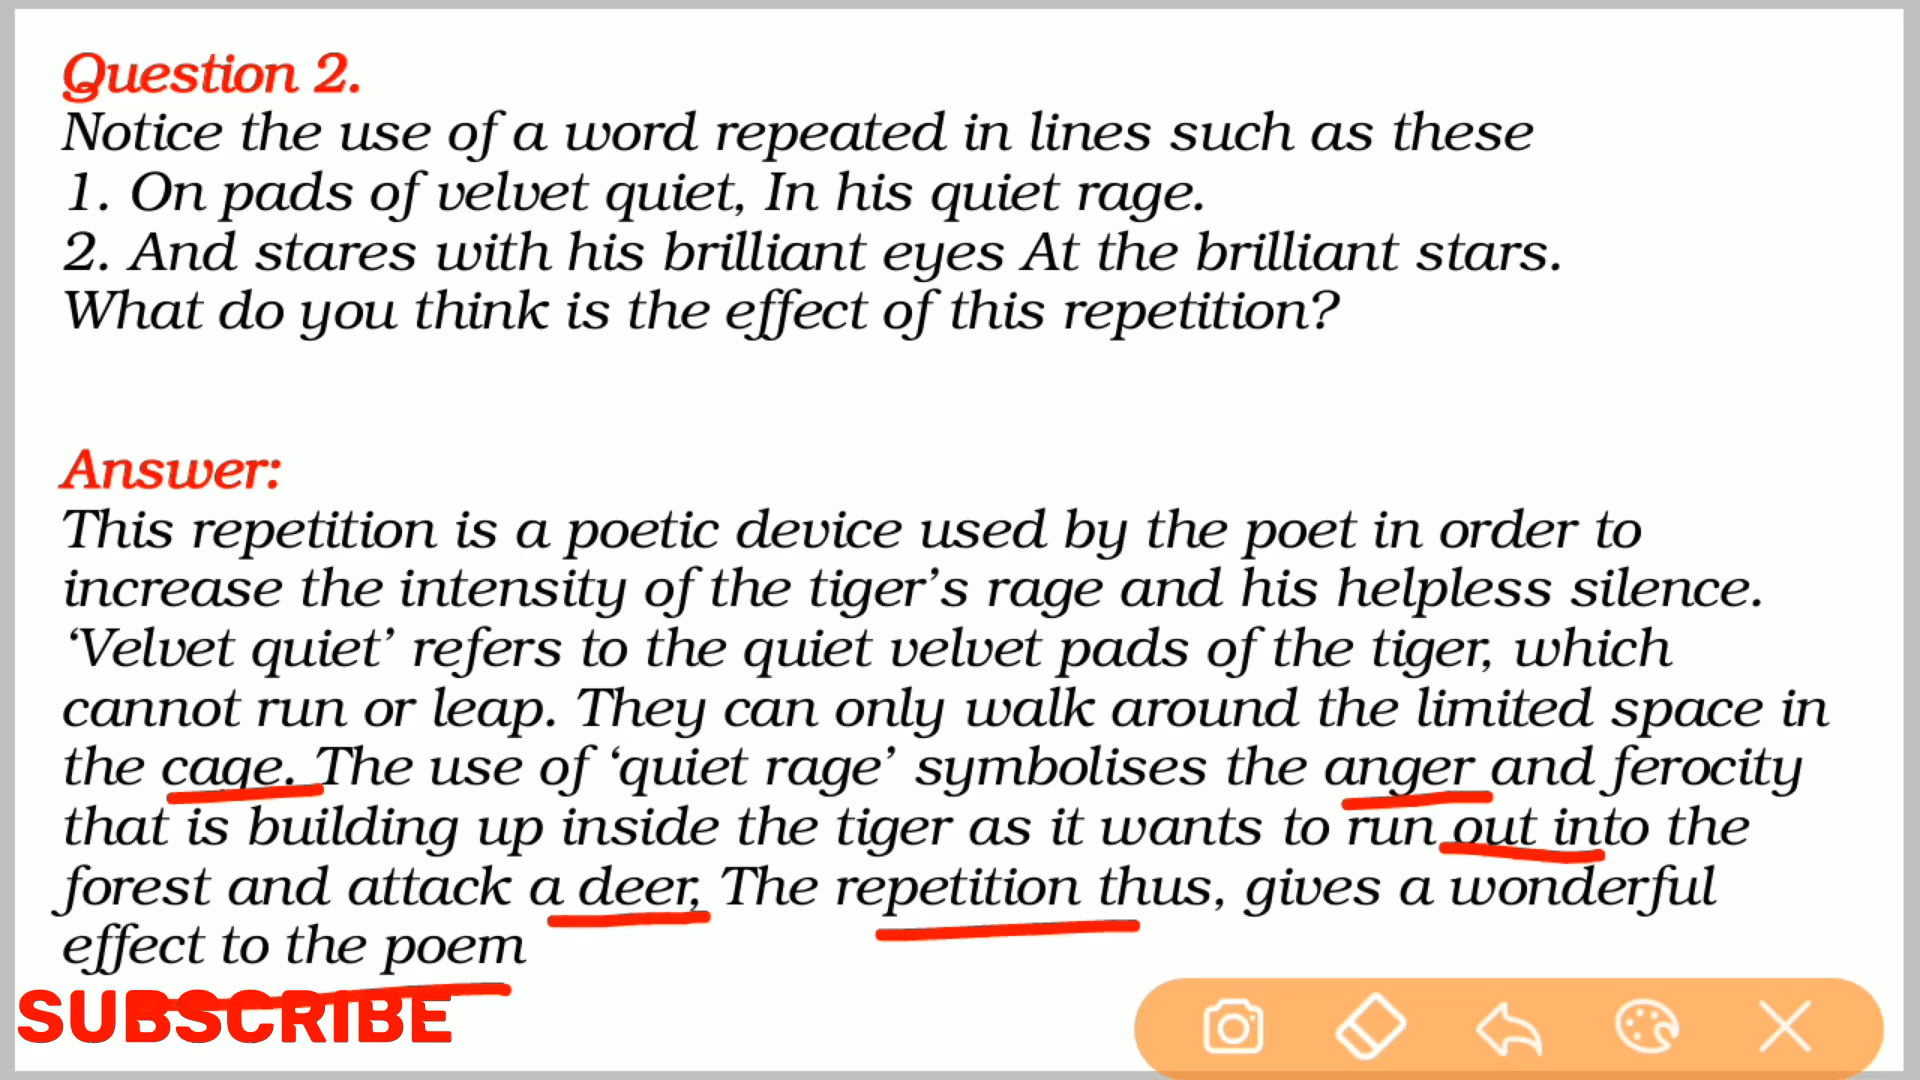 Question 2.
Notice the use of a word repeated in lines such as these
1. On pads of velvet quiet, In his quiet rage.
2. And stares with his brilliant eyes At the brilliant stars.
What do you think is the effect of this repetition?
Answer:
This repetition is a poetic device used by the poet in order to
increase the intensity of the tiger’s rage and his helpless silence.
‘Velvet quiet’ refers to the quiet velvet pads of the tiger, which
cannot run or leap. They can only walk around the limited space in
the cage. The use of ‘quiet rage’ symbolises the anger and ferocity
that is building up inside the tiger as it wants to run out into the
forest and attack a deer, The repetition thus, gives a wonderful
effect to the poem
SUBSCRIBE